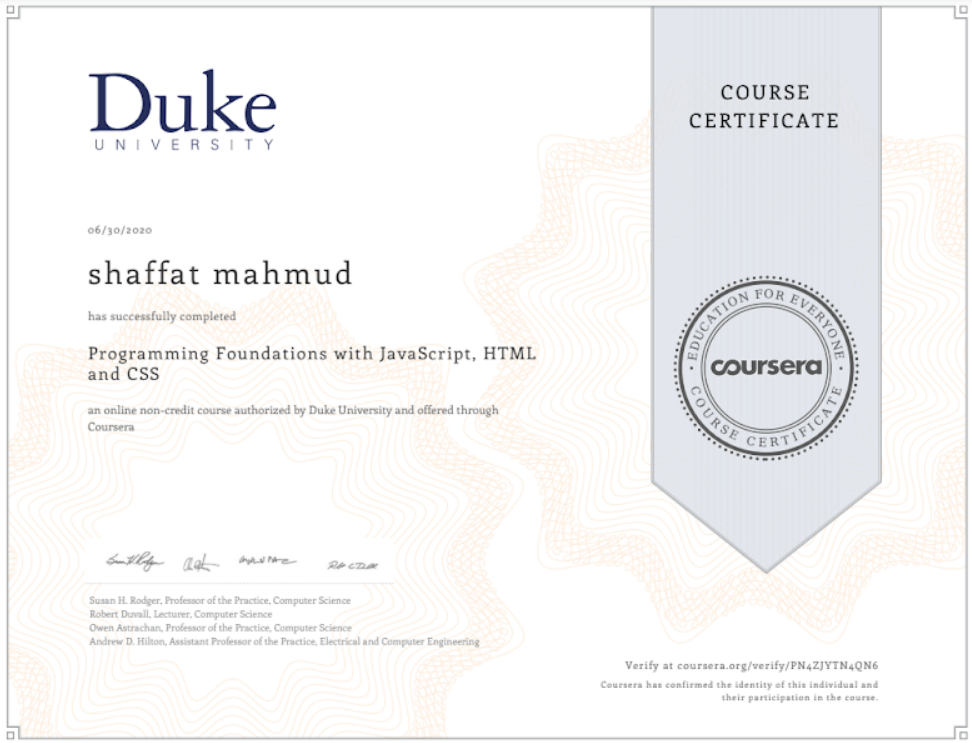 Duke
UNIVERSITY
COURSE
CERTIFICATE
06/30/2020
shaffat mahmud
has successfully completed
Programming Foundations with JavaScript, HTML
and CSS
an online non-credit course authorized by Duke University and offered through
Coursera
EDUCATION FOR EVERYONE
coursera
COURSE CERTIFICATE
Susan H. Rodger, Professor of the Practice, Computer Science
Robert Duvall, Lecturer, Computer Science
Owen Astrachan, Professor of the Practice, Computer Science
Andrew D. Hilton, Assistant Professor of the Practice, Electrical and Computer Engineering
Verify at coursera.org/verify/PN4ZJYTN4QN6
Coursera has confirmed the identity of this individual and
their participation in the course.